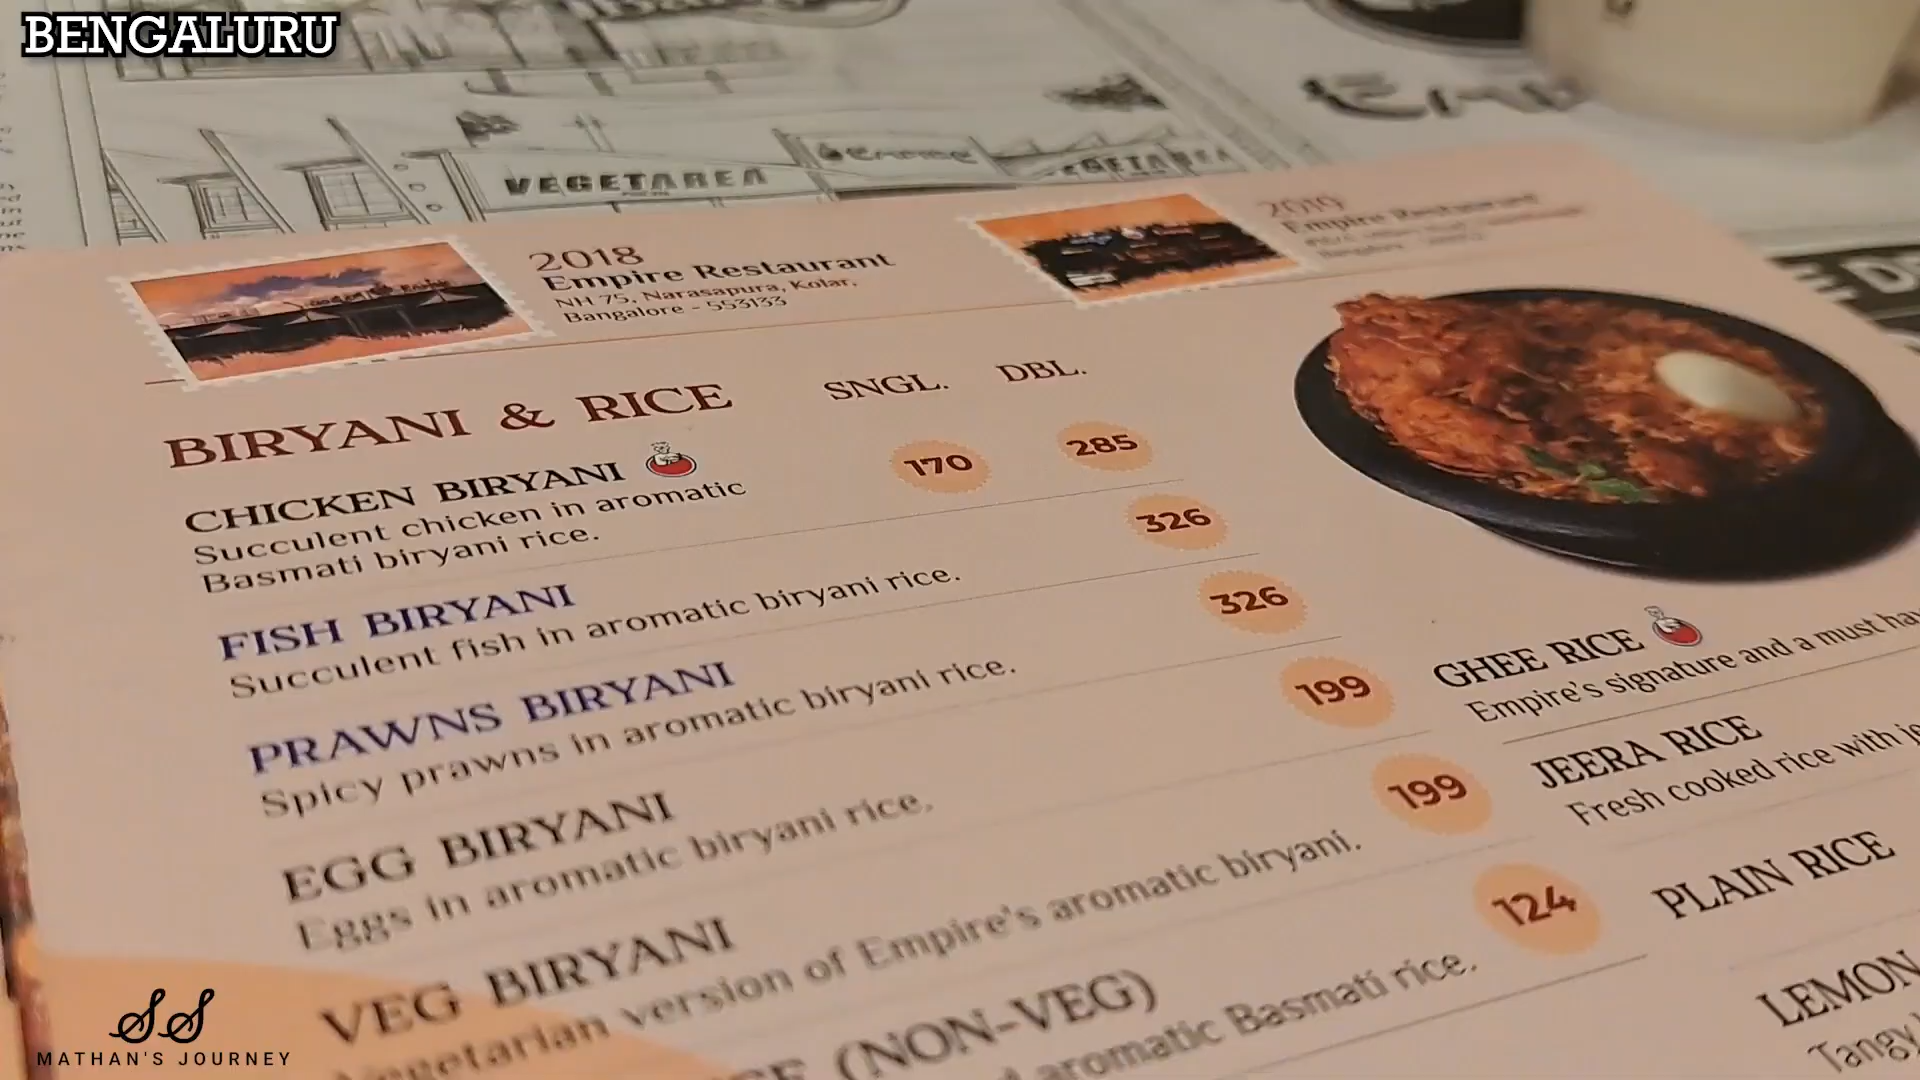 BENGALURU
VEGETAREA
2018
Empire Restaurant
NH 75, Narasapura, Kolar,
Bangalore - 553133
2019
Empire Restaurant
BIRYANI & RICE
SNGL. DBL.
CHICKEN BIRYANI 170 285
Succulent chicken in aromatic
Basmati biryani rice.
FISH BIRYANI 326
Succulent fish in aromatic biryani rice.
PRAWNS BIRYANI 326
Spicy prawns in aromatic biryani rice.
EGG BIRYANI 199
Eggs in aromatic biryani rice.
VEG BIRYANI 199
Vegetarian version of Empire's aromatic biryani.
(NON-VEG) 124
aromatic Basmati rice.
GHEE RICE
Empire's signature and a must
JEERA RICE
Fresh cooked rice with
PLAIN RICE
LEMON
Tangy
MATHAN'S JOURNEY